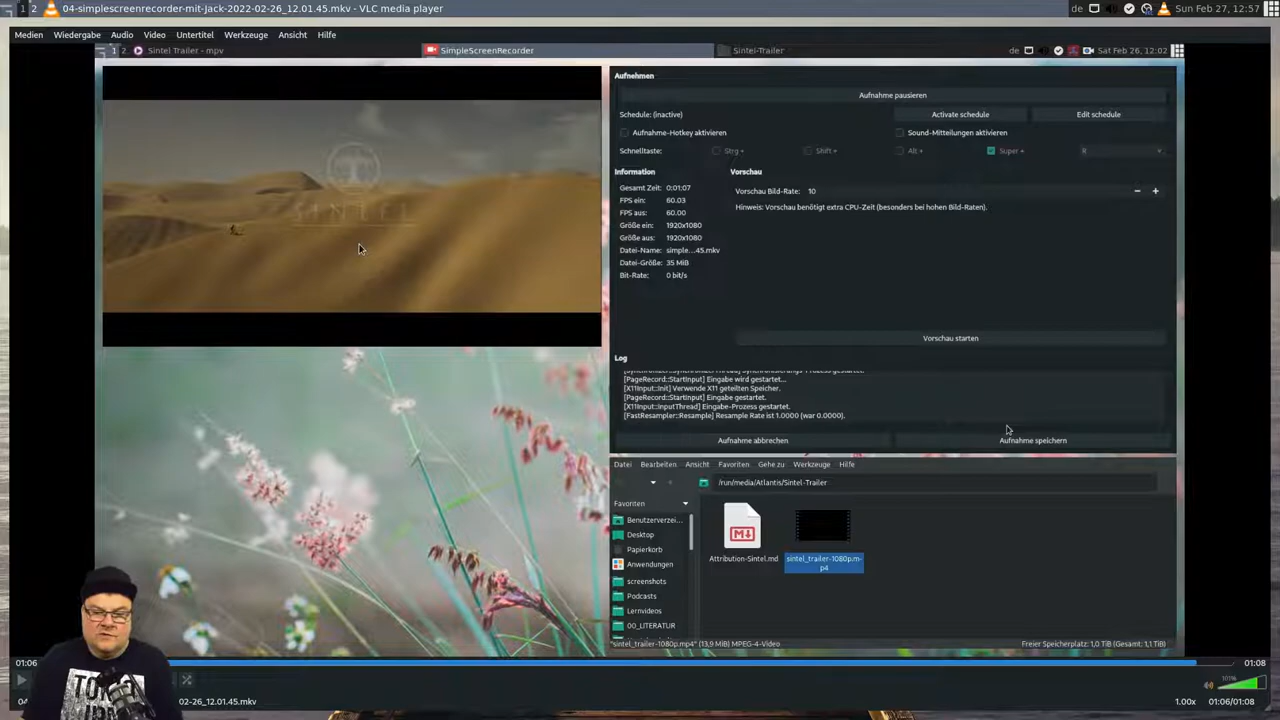 1 2 04-simplescreenrecorder-mit-jack-2022-02-26_12.01.45.mkv - VLC media player de Sun Feb 27, 12:57
Medien Wiedergabe Audio Video Untertitel Werkzeuge Ansicht Hilfe
1 2 Sintel Trailer - mpv SimpleScreenRecorder Sintel-Trailer de Sat Feb 26, 12:02
Aufnehmen
Aufnahme pausieren
Schedule: (inactive) Activate schedule Edit schedule
Aufnahme-Hotkey aktivieren Sound-Mitteilungen aktivieren
Schnelltaste: Strg + Shift + Alt + Super + R
Information Vorschau
Gesamt Zeit: 0:01:07
Vorschau Bild-Rate: 10
FPS ein: 60.03
Hinweis: Vorschau benötigt extra CPU-Zeit (besonders bei hohen Bild-Raten).
FPS aus: 60.00
Größe ein: 1920x1080
Größe aus: 1920x1080
Datei-Name: simple...45.mkv
Datei-Größe: 35 MiB
Bit-Rate: 0 bit/s
Vorschau starten
Log
[PageRecord::StartInput] Eingabe wird gestartet...
[X11Input::Init] Verwende X11 geteilten Speicher.
[PageRecord::StartInput] Eingabe gestartet.
[X11Input::InputThread] Eingabe-Prozess gestartet.
[FastResampler::Resample] Resample Rate ist 1.0000 (war 0.0000).
Aufnahme abbrechen Aufnahme speichern
Datei Bearbeiten Ansicht Favoriten Gehe zu Werkzeuge Hilfe
/run/media/Atlantis/Sintel-Trailer
Favoriten
Benutzerverzei...
Desktop
Papierkorb
Anwendungen
screenshots
Podcasts
Lernvideos
00_LITERATUR
Attribution-Sintel.md
sintel_trailer-1080p.m-
p4
"sintel_trailer-1080p.mp4" (13,9 MiB) MPEG-4-Video Freier Speicherplatz: 1,0 TiB (Gesamt: 1,1 TiB)
01:06 01:08
101%
04 02-26_12.01.45.mkv 1.00x 01:06/01:08